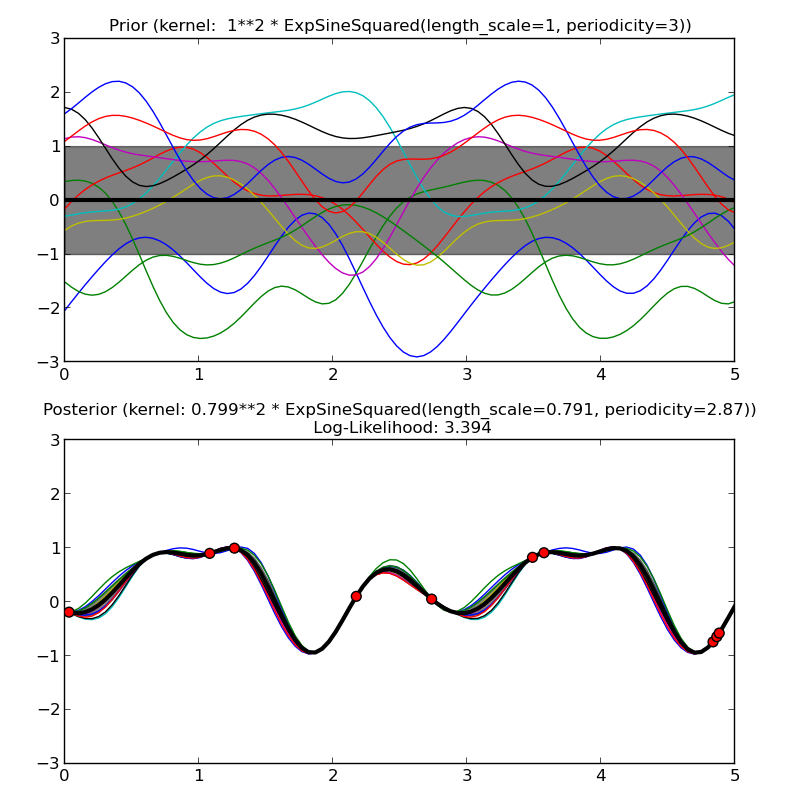 Prior (kernel: 1**2 * ExpSineSquared(length_scale=1, periodicity=3))
3
2
1
0
−1
−2
−3
0 1 2 3 4 5
Posterior (kernel: 0.799**2 * ExpSineSquared(length_scale=0.791, periodicity=2.87))
Log-Likelihood: 3.394
3
2
1
0
−1
−2
−3
0 1 2 3 4 5